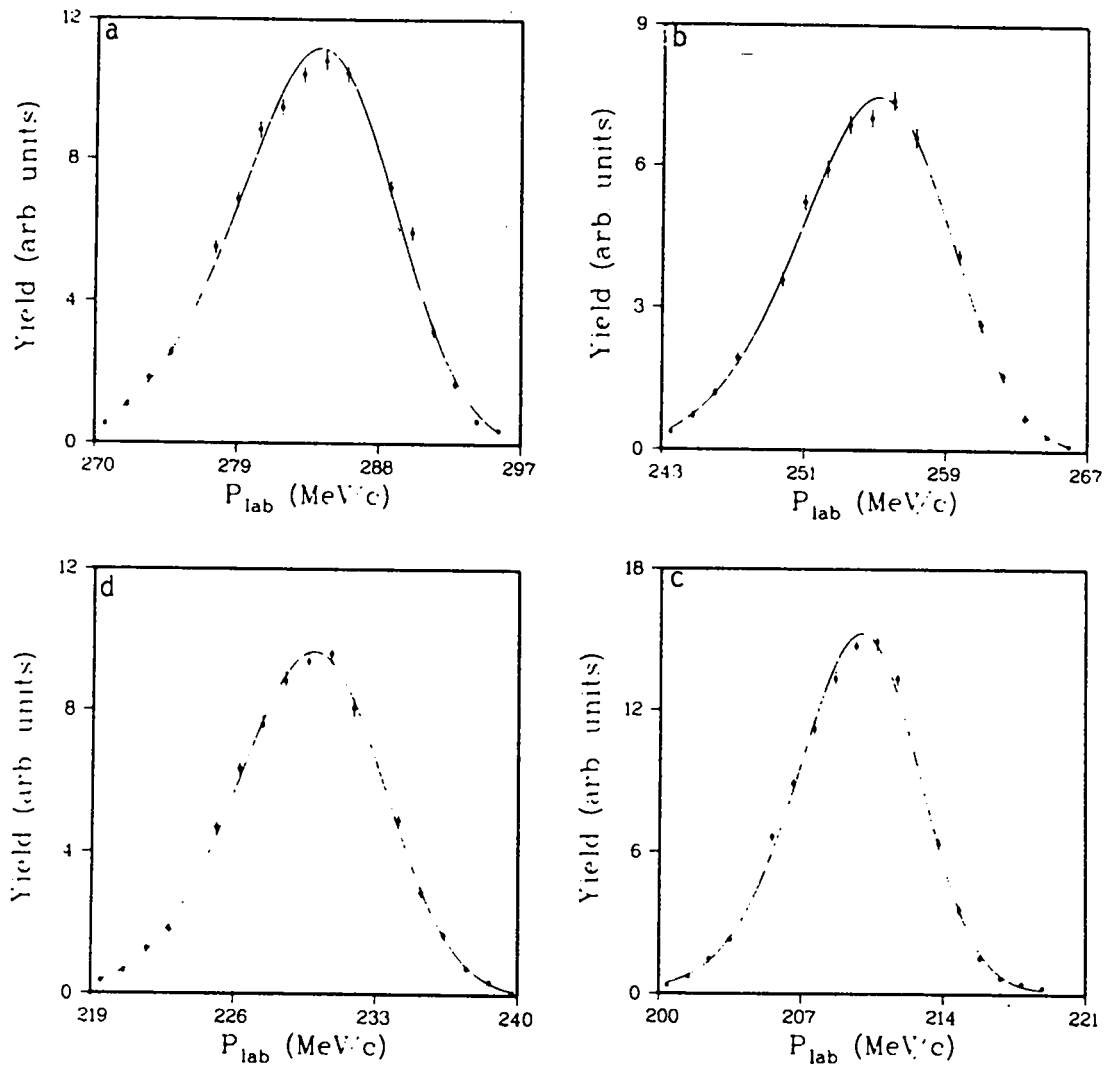 a
12
8
4
0
270
279
288
297
Yield (arb units)
P_lab (MeV/c)
b
9
6
3
0
243
251
259
267
Yield (arb units)
P_lab (MeV/c)
d
12
8
4
0
219
226
233
240
Yield (arb units)
P_lab (MeV/c)
c
18
12
6
0
200
207
214
221
Yield (arb units)
P_lab (MeV/c)